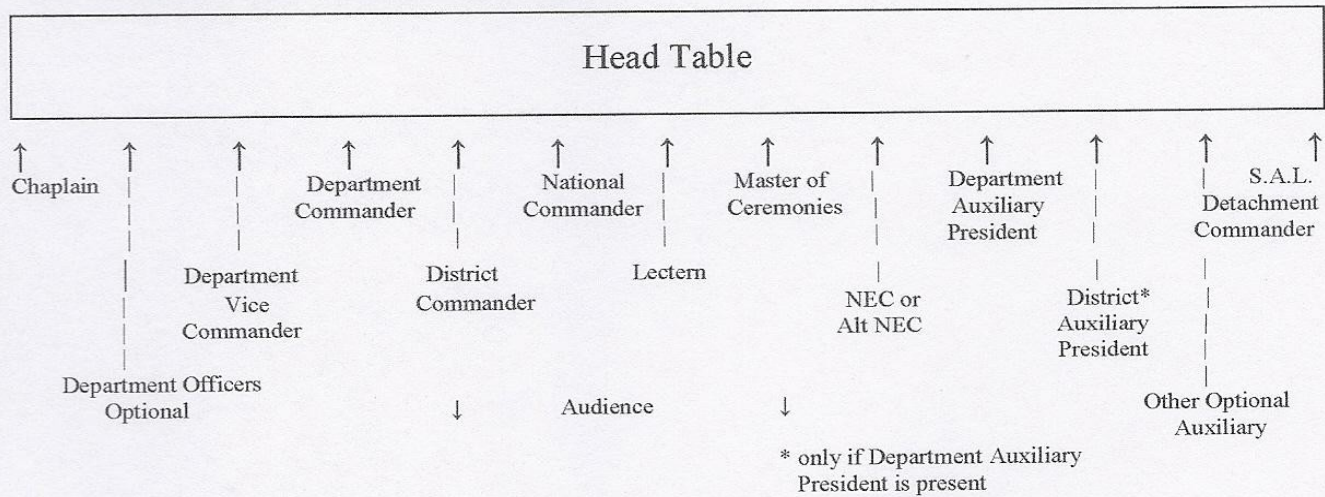 Head Table
Chaplain
Department Officers
Optional
Department
Vice
Commander
Department
Commander
District
Commander
National
Commander
Lectern
Master of
Ceremonies
NEC or
Alt NEC
Department
Auxiliary
President
District*
Auxiliary
President
Other Optional
Auxiliary
S.A.L.
Detachment
Commander
Audience
* only if Department Auxiliary
President is present